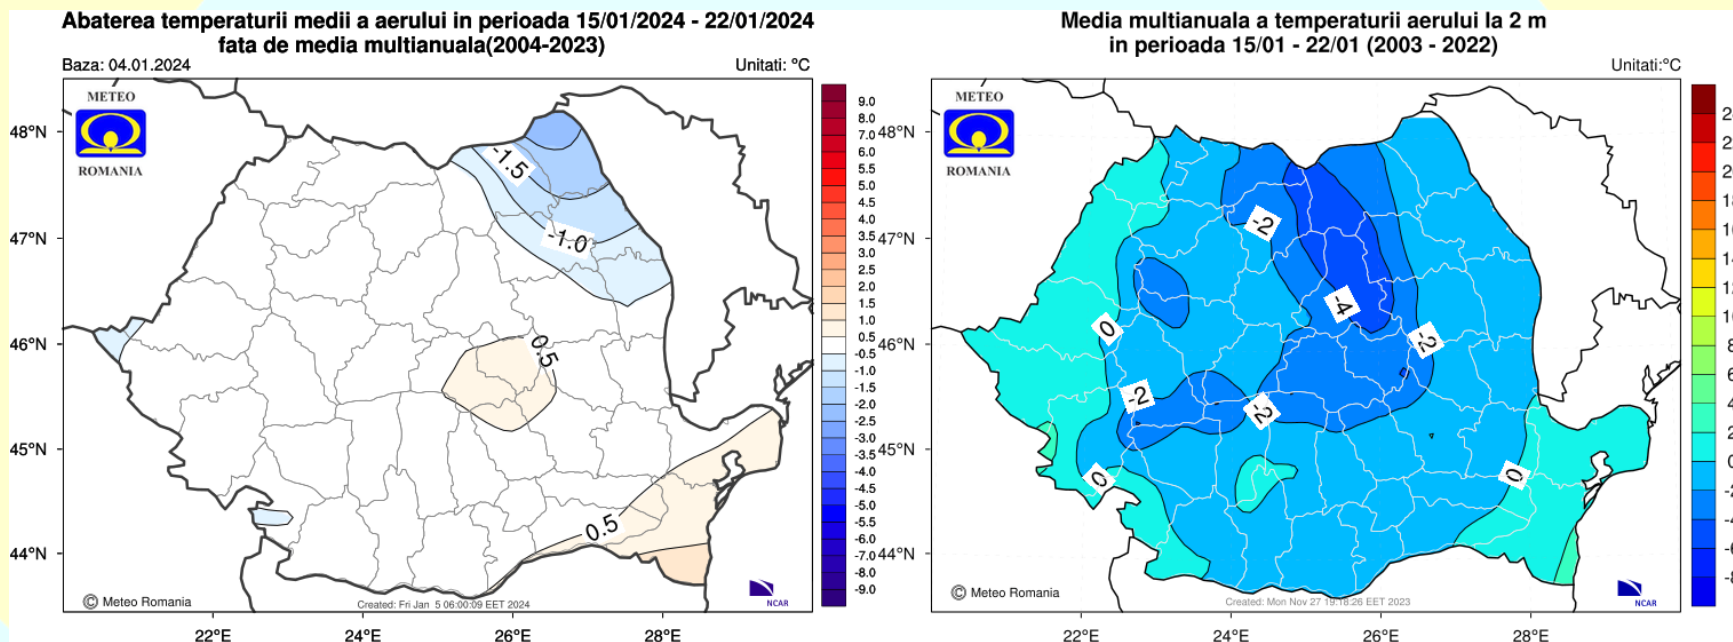 Abaterea temperaturii medii a aerului in perioada 15/01/2024 - 22/01/2024
fata de media multianuala(2004-2023)
Baza: 04.01.2024
Unitati: °C
METEO
ROMANIA
48°N
47°N
46°N
45°N
44°N
22°E
24°E
26°E
28°E
-1.5
-1.0
0.5
0.5
9.0
8.0
7.0
6.0
5.5
5.0
4.5
4.0
3.5
3.0
2.5
2.0
1.5
1.0
0.5
-0.5
-1.0
-1.5
-2.0
-2.5
-3.0
-3.5
-4.0
-4.5
-5.0
-5.5
-6.0
-7.0
-8.0
-9.0
© Meteo Romania
Created: Fri Jan 5 06:00:09 EET 2024
NCAR
Media multianuala a temperaturii aerului la 2 m
in perioada 15/01 - 22/01 (2003 - 2022)
Unitati:°C
METEO
ROMANIA
48°N
47°N
46°N
45°N
44°N
22°E
24°E
26°E
28°E
-2
-4
0
-2
-2
-2
0
0
8
6
4
2
0
-2
-4
-6
© Meteo Romania
Created: Mon Nov 27 19:18:26 EET 2023
NCAR